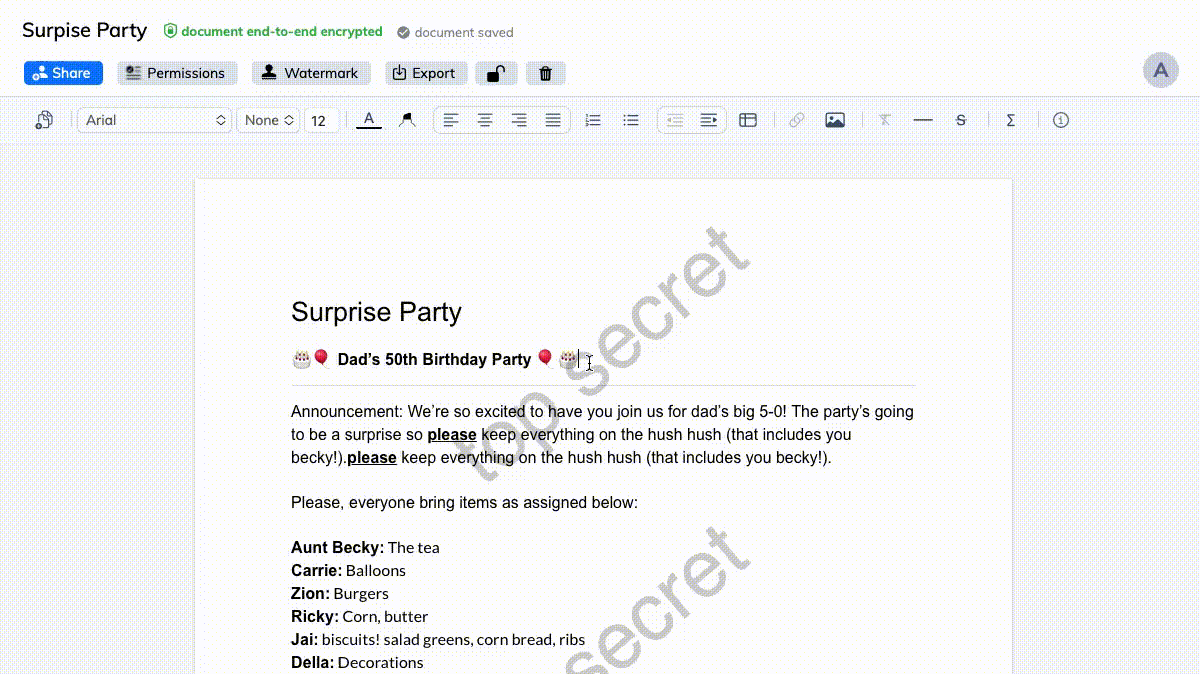 Surpise Party document end-to-end encrypted document saved
Share Permissions Watermark Export
A
Arial None 12 A S Σ
top secret
Surprise Party
🎂🎈 Dad's 50th Birthday Party 🎈🎂
Announcement: We're so excited to have you join us for dad's big 5-0! The party's going
to be a surprise so please keep everything on the hush hush (that includes you
becky!).please keep everything on the hush hush (that includes you becky!).
Please, everyone bring items as assigned below:
Aunt Becky: The tea
Carrie: Balloons
Zion: Burgers
Ricky: Corn, butter
Jai: biscuits! salad greens, corn bread, ribs
Della: Decorations
secret